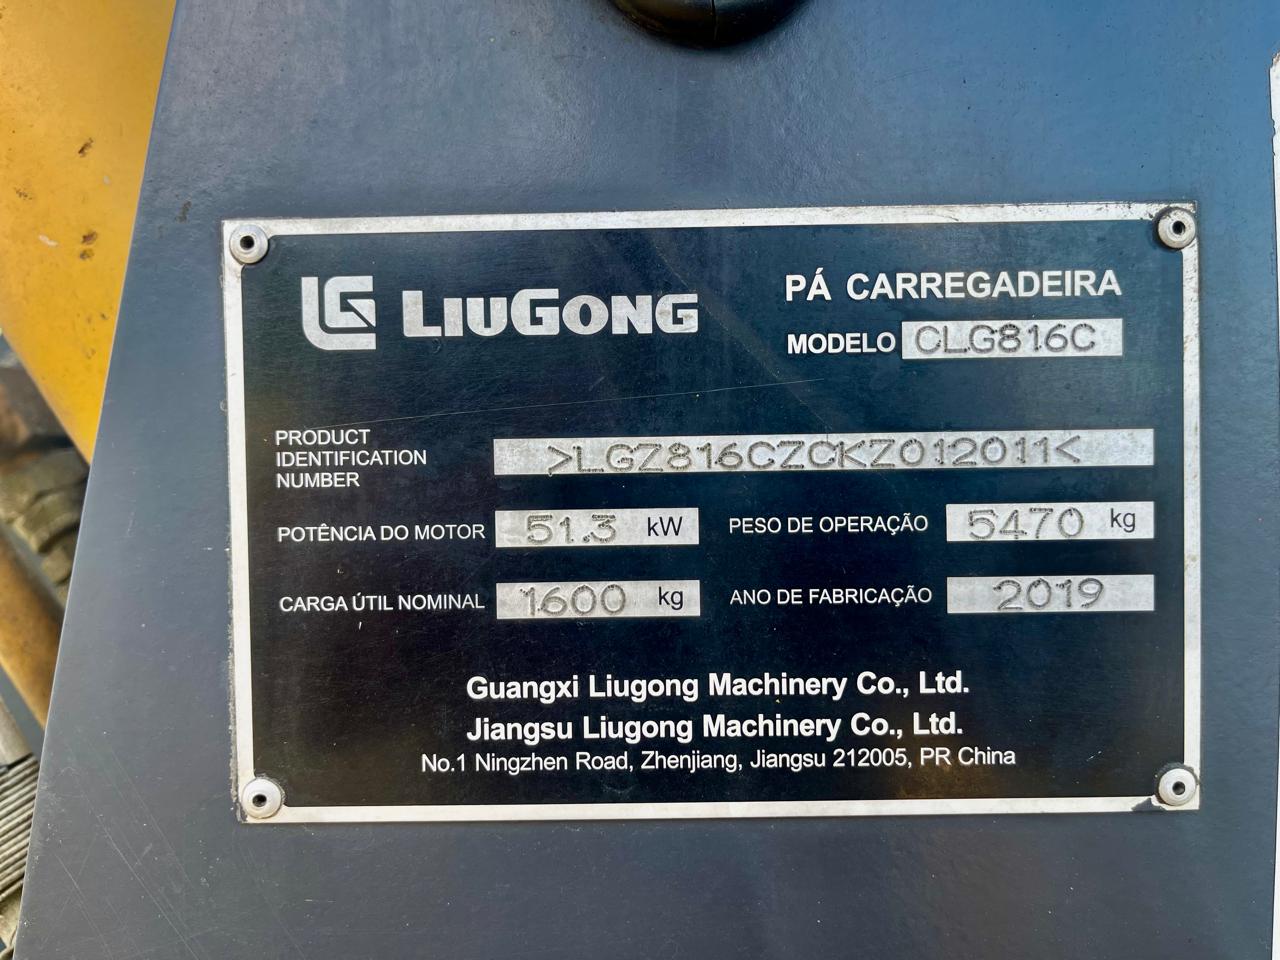 LG LIUGONG
PÁ CARREGADEIRA
MODELO CLG816C
PRODUCT
IDENTIFICATION
NUMBER
>LGZ816CZCKZ012011<
POTÊNCIA DO MOTOR 51.3 kW
PESO DE OPERAÇÃO 5470 kg
CARGA ÚTIL NOMINAL 1600 kg
ANO DE FABRICAÇÃO 2019
Guangxi Liugong Machinery Co., Ltd.
Jiangsu Liugong Machinery Co., Ltd.
No.1 Ningzhen Road, Zhenjiang, Jiangsu 212005, PR China